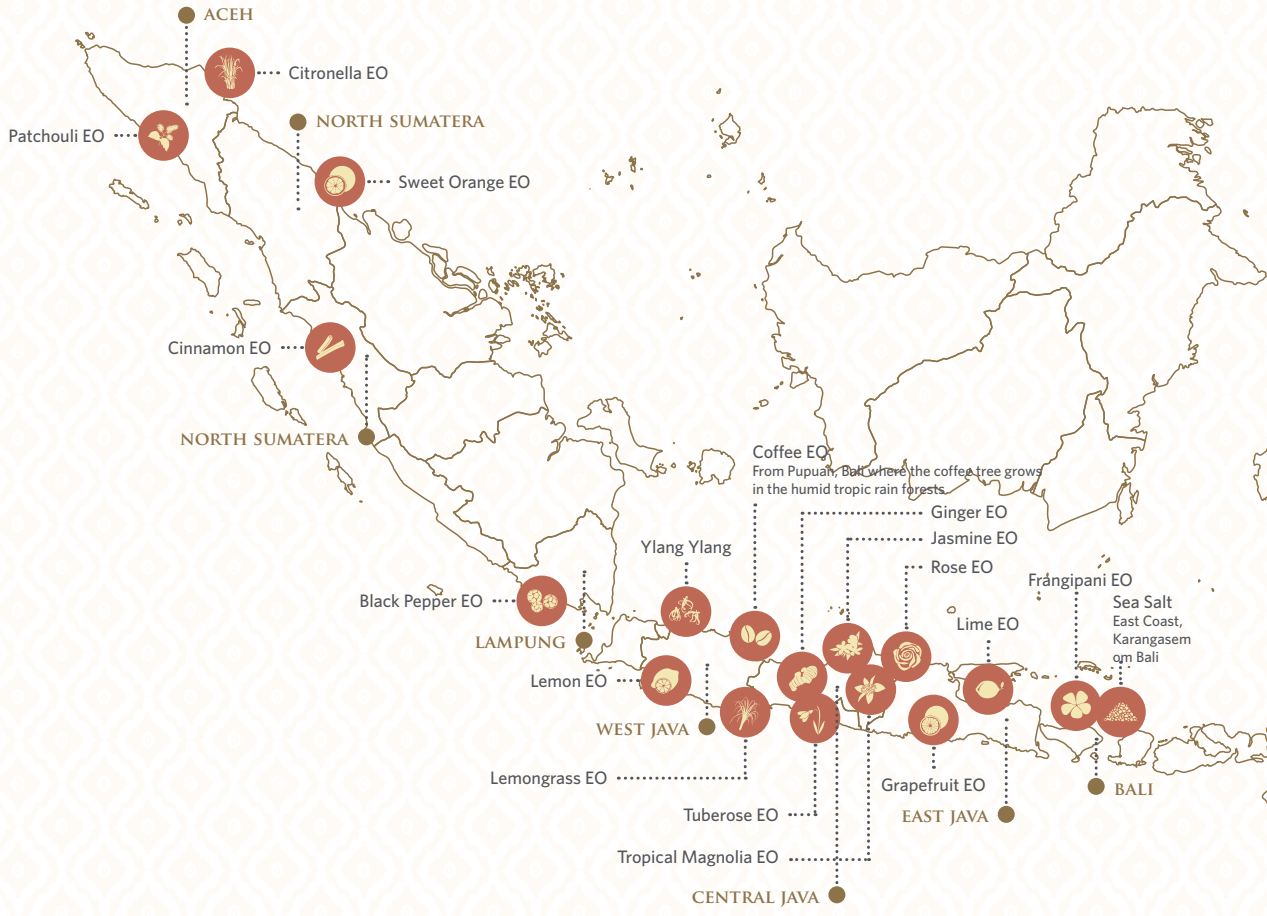 ACEH
Citronella EO
Patchouli EO
NORTH SUMATERA
Sweet Orange EO
Cinnamon EO
NORTH SUMATERA
Coffee EO
From Pupuan, Bali where the coffee tree grows
in the humid tropic rain forests
Ginger EO
Jasmine EO
Ylang Ylang
Rose EO
Frangipani EO
Black Pepper EO
Sea Salt
East Coast,
Karangasem
om Bali
Lime EO
LAMPUNG
Lemon EO
WEST JAVA
Lemongrass EO
Grapefruit EO
BALI
Tuberose EO
EAST JAVA
Tropical Magnolia EO
CENTRAL JAVA